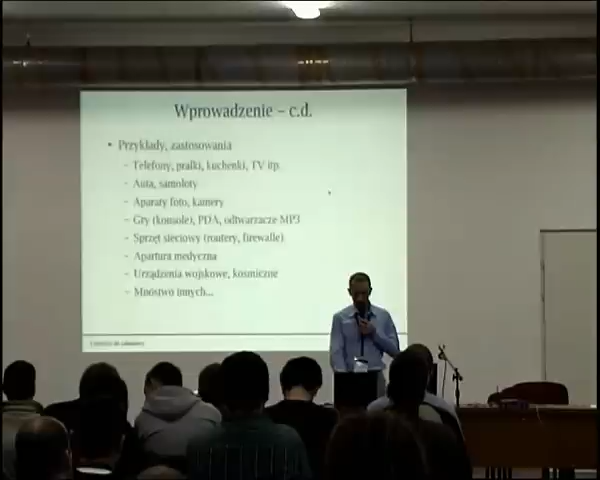 Wprowadzenie – c.d.
• Przykłady, zastosowania
– Telefony, pralki, kuchenki, TV itp.
– Auta, samoloty
– Aparaty foto, kamery
– Gry (konsole), PDA, odtwarzacze MP3
– Sprzęt sieciowy (routery, firewalle)
– Apartura medyczna
– Urządzenia wojskowe, kosmiczne
– Mnóstwo innych...